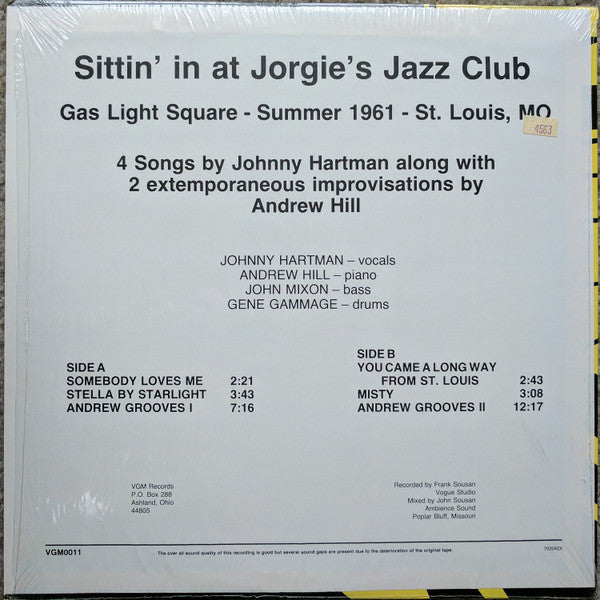 Sittin' in at Jorgie's Jazz Club
Gas Light Square - Summer 1961 - St. Louis, MO
4563
4 Songs by Johnny Hartman along with
2 extemporaneous improvisations by
Andrew Hill
JOHNNY HARTMAN – vocals
ANDREW HILL – piano
JOHN MIXON – bass
GENE GAMMAGE – drums
SIDE A
SOMEBODY LOVES ME 2:21
STELLA BY STARLIGHT 3:43
ANDREW GROOVES I 7:16
SIDE B
YOU CAME A LONG WAY
FROM ST. LOUIS 2:43
MISTY 3:08
ANDREW GROOVES II 12:17
VGM Records
P.O. Box 288
Ashland, Ohio
44805
Recorded by Frank Sousan
Vogue Studio
Mixed by John Sousan
Ambience Sound
Poplar Bluff, Missouri
VGM0011
The over all sound quality of this recording is good but several sound gaps are present due to the deterioration of the original tape.